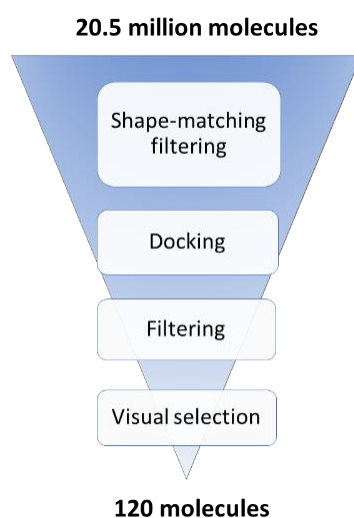 20.5 million molecules
Shape-matching
filtering
Docking
Filtering
Visual selection
120 molecules